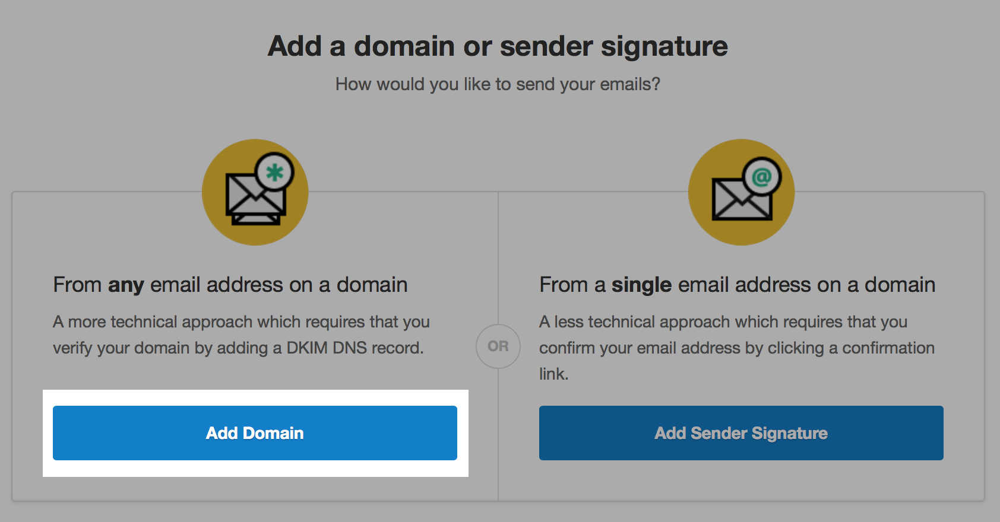 Add a domain or sender signature
How would you like to send your emails?
From any email address on a domain
A more technical approach which requires that you
verify your domain by adding a DKIM DNS record.
Add Domain
OR
From a single email address on a domain
A less technical approach which requires that you
confirm your email address by clicking a confirmation
link.
Add Sender Signature